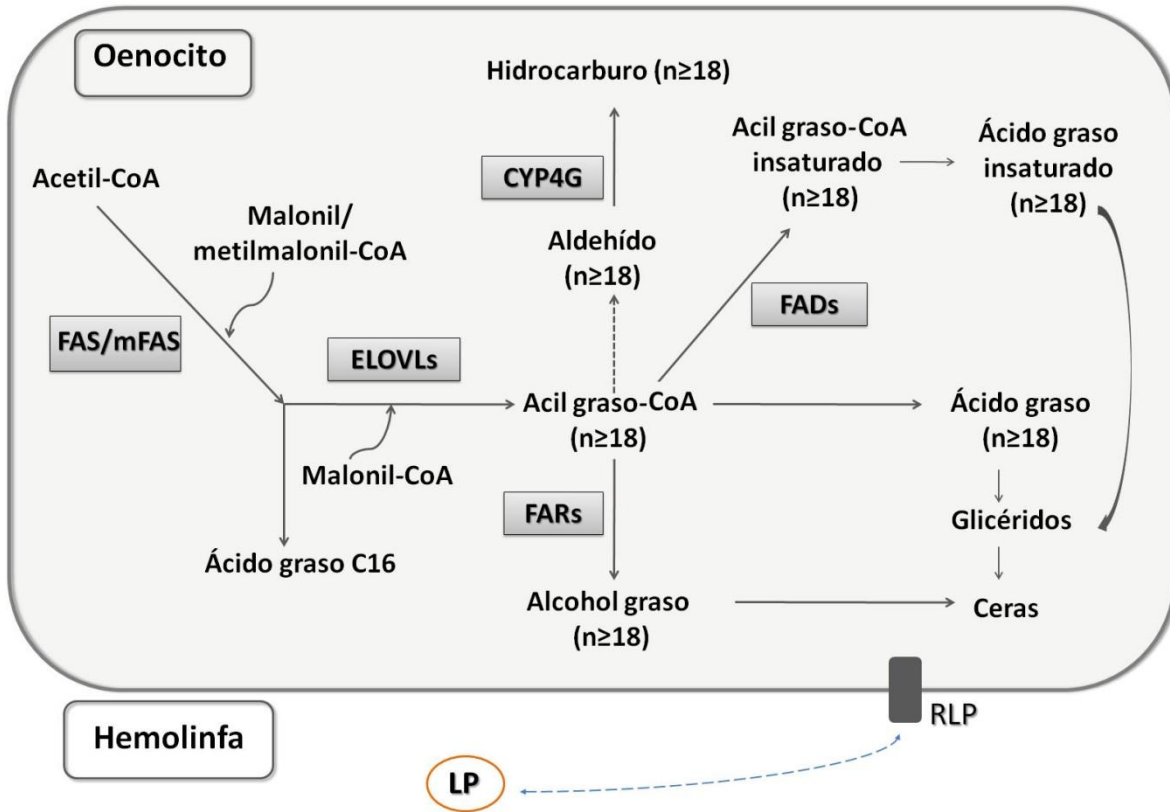 Oenocito
Hidrocarburo (n≥18)
Acil graso-CoA
insaturado
(n≥18)
Ácido graso
insaturado
(n≥18)
CYP4G
Acetil-CoA
Malonil/
metilmalonil-CoA
Aldehído
(n≥18)
FADs
FAS/mFAS
ELOVLs
Acil graso-CoA
(n≥18)
Ácido graso
(n≥18)
Malonil-CoA
FARs
Glicéridos
Ácido graso C16
Alcohol graso
(n≥18)
Ceras
RLP
Hemolinfa
LP